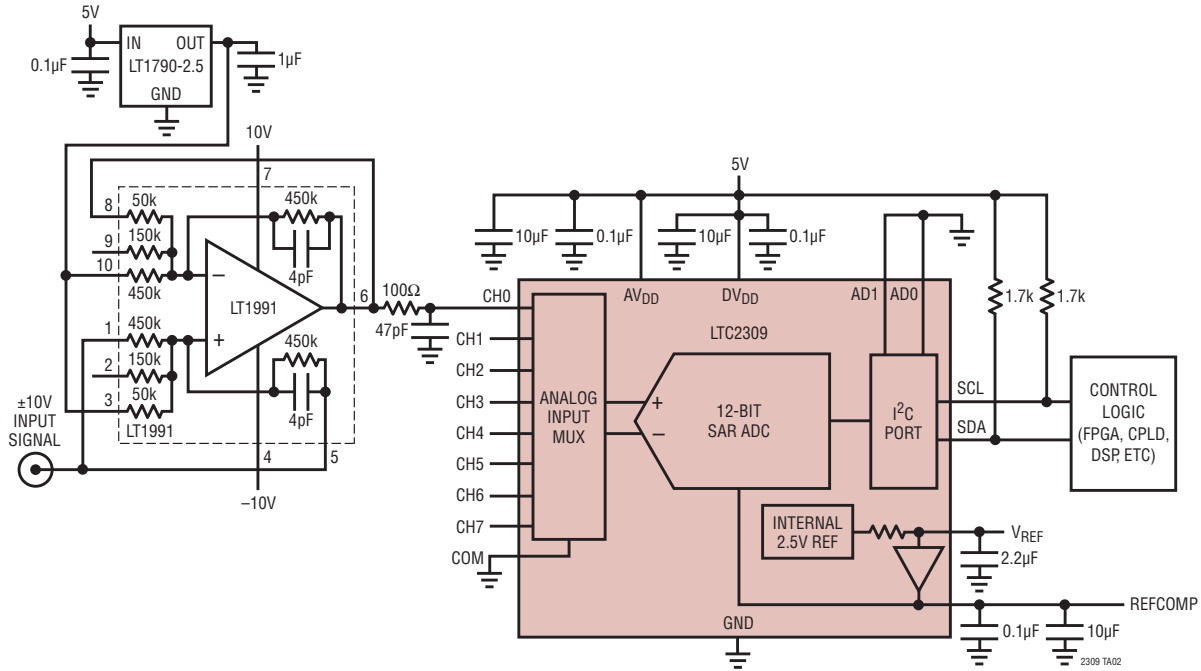 5V
IN OUT
LT1790-2.5
GND
0.1µF
1µF
10V
7
8
50k
9
150k
10
450k
450k
4pF
LT1991
1
450k
2
150k
3
50k
LT1991
450k
4pF
4
5
6
–10V
±10V
INPUT
SIGNAL
100Ω
47pF
5V
10µF
0.1µF
10µF
0.1µF
CH0
CH1
CH2
CH3
CH4
CH5
CH6
CH7
COM
AVDD
DVDD
AD1
AD0
LTC2309
ANALOG
INPUT
MUX
+
–
12-BIT
SAR ADC
I2C
PORT
SCL
SDA
1.7k
1.7k
CONTROL
LOGIC
(FPGA, CPLD,
DSP, ETC)
INTERNAL
2.5V REF
VREF
2.2µF
REFCOMP
GND
0.1µF
10µF
2309 TA02